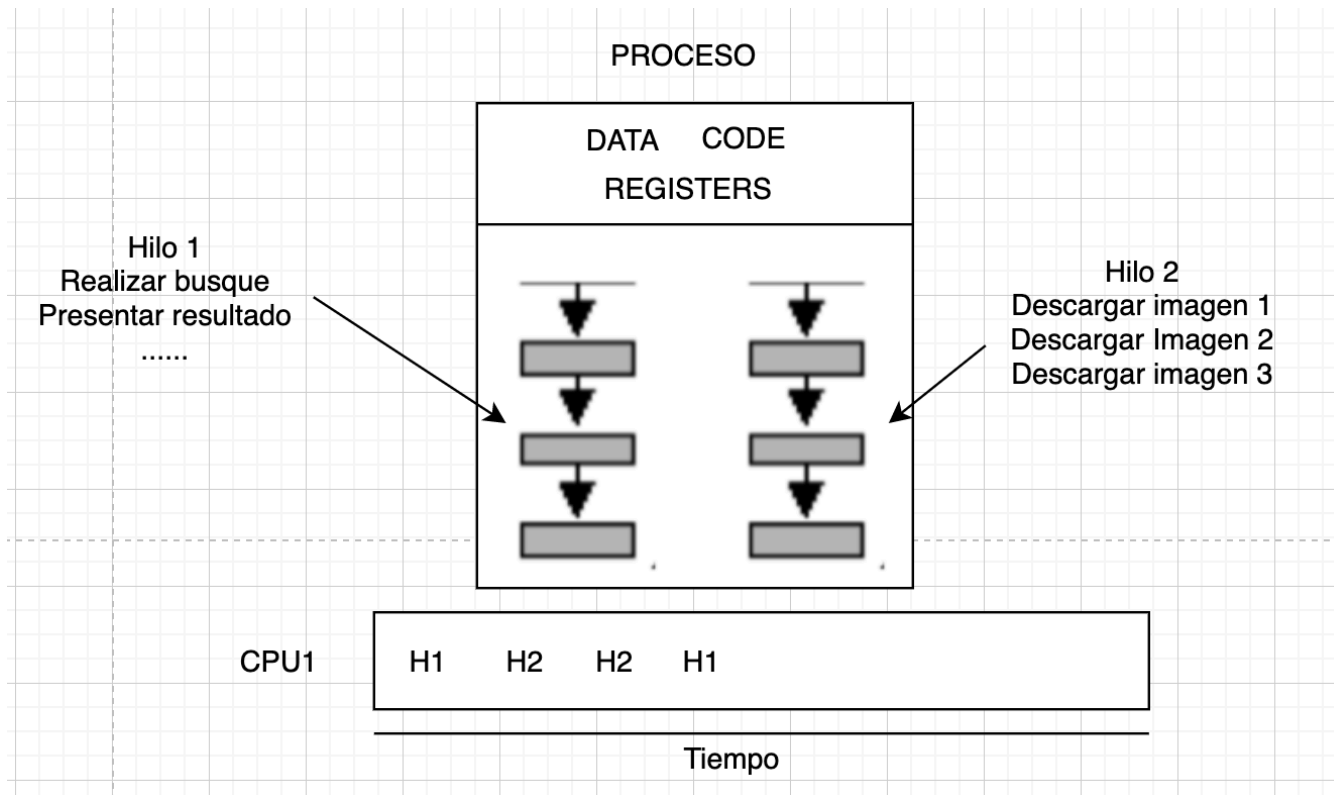 PROCESO
DATA CODE
REGISTERS
Hilo 1
Realizar busque
Presentar resultado
......
Hilo 2
Descargar imagen 1
Descargar Imagen 2
Descargar imagen 3
CPU1 H1 H2 H2 H1
Tiempo